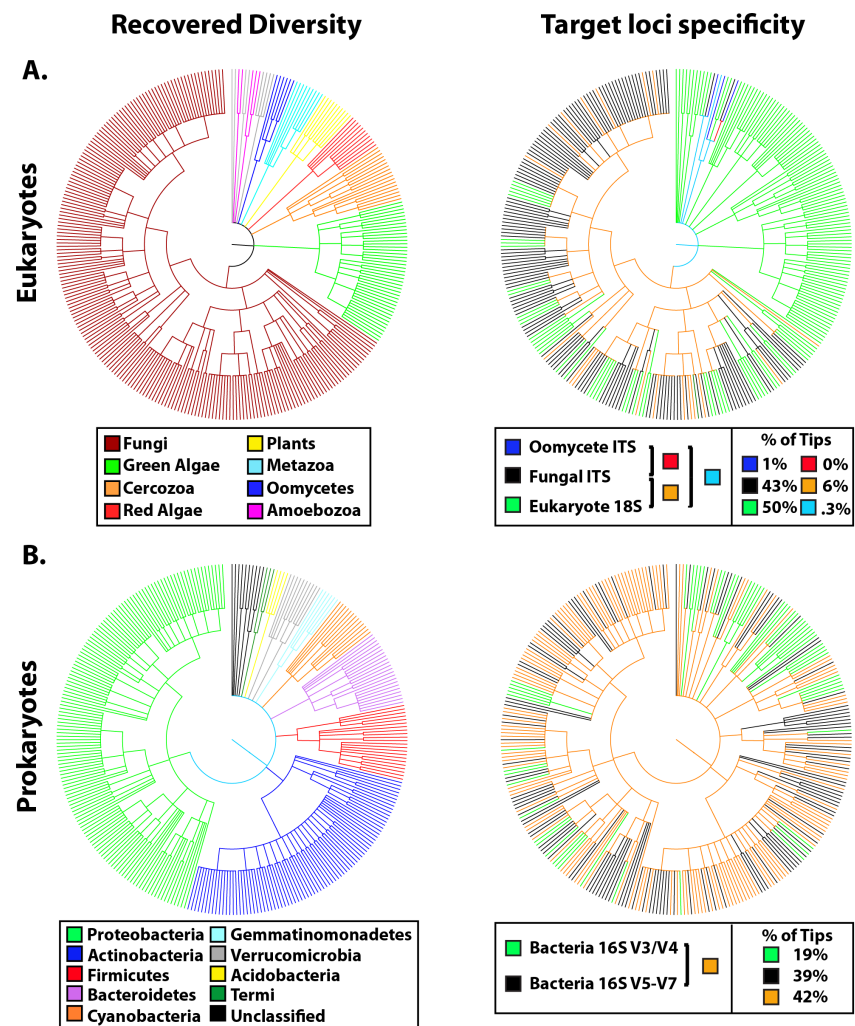 Recovered Diversity
Target loci specificity
A.
Eukaryotes
Fungi
Green Algae
Cercozoa
Red Algae
Plants
Metazoa
Oomycetes
Amoebozoa
Oomycete ITS
Fungal ITS
Eukaryote 18S
% of Tips
1% 0%
43% 6%
50% .3%
B.
Prokaryotes
Proteobacteria
Actinobacteria
Firmicutes
Bacteroidetes
Cyanobacteria
Gemmatinomonadetes
Verrucomicrobia
Acidobacteria
Termi
Unclassified
Bacteria 16S V3/V4
Bacteria 16S V5-V7
% of Tips
19%
39%
42%